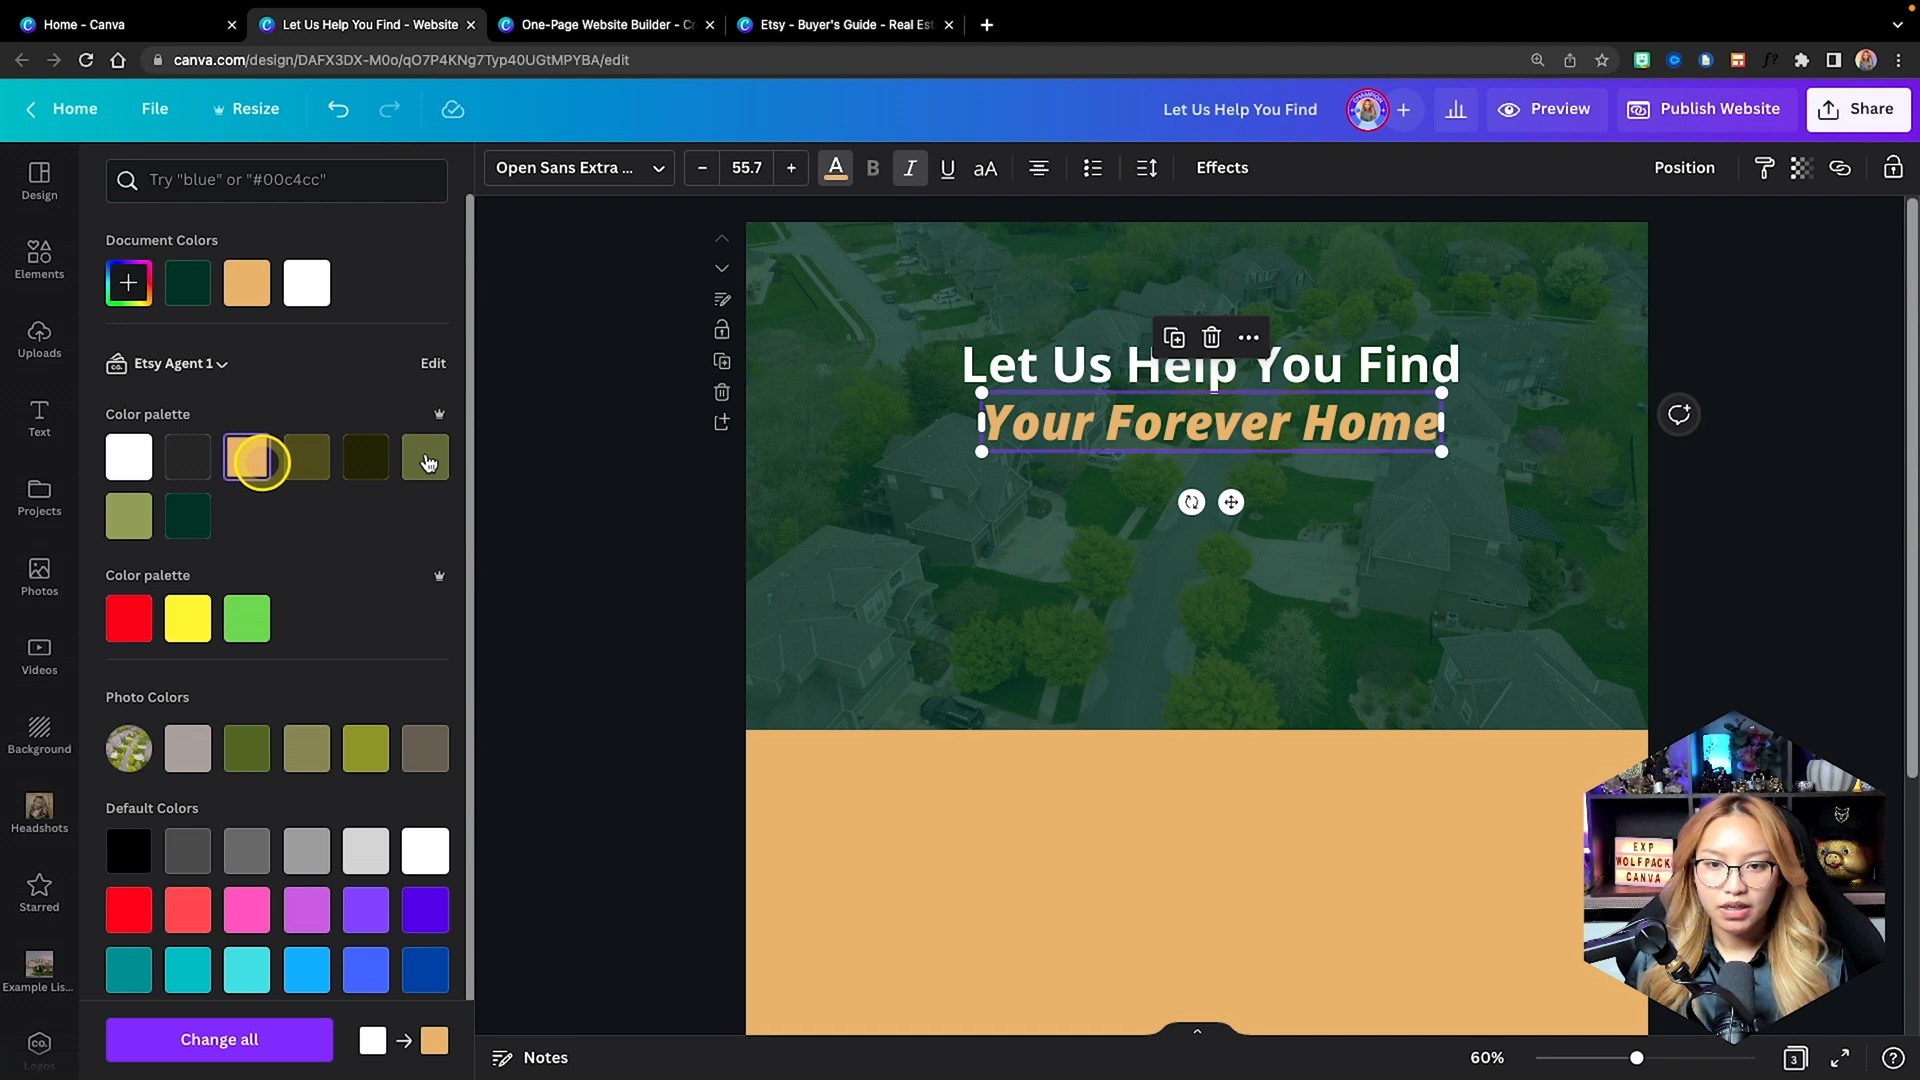 Home - Canva
Let Us Help You Find - Website
One-Page Website Builder - Cr
Etsy - Buyer's Guide - Real Est
canva.com/design/DAFX3DX-M0o/qO7P4KNg7Typ40UGtMPYBA/edit
Home
File
Resize
Let Us Help You Find
CHAMPION
Preview
Publish Website
Share
Open Sans Extra ...
55.7
A
B
I
U
aA
Effects
Position
Design
Elements
Uploads
Text
Projects
Photos
Videos
Background
Headshots
Starred
Example Lis...
Logos
Try "blue" or "#00c4cc"
Document Colors
Etsy Agent 1
Edit
Color palette
Color palette
Photo Colors
Default Colors
Change all
Let Us Help You Find
Your Forever Home
EXP
WOLFPACK
CANVA
Notes
60%
3